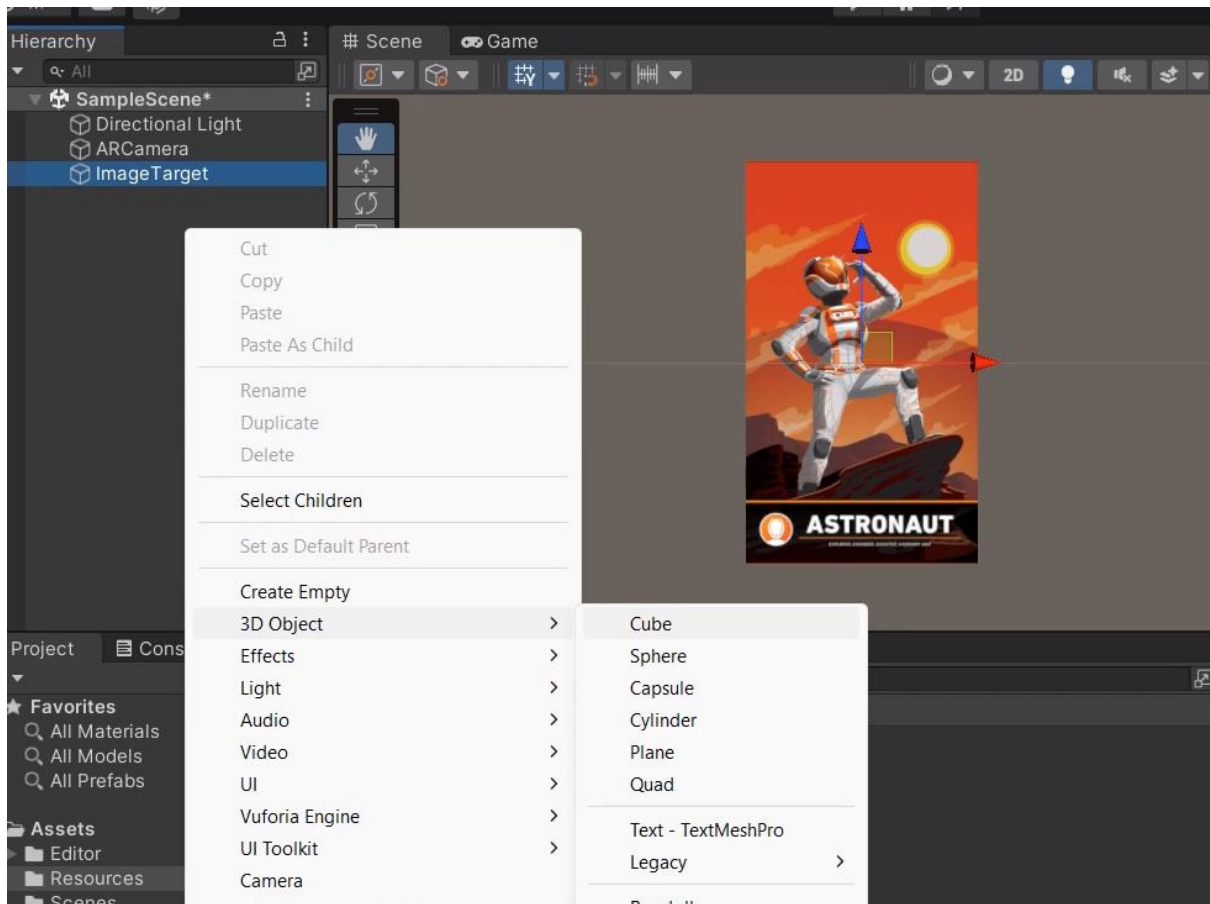 Hierarchy
Scene
Game
All
2D
SampleScene*
Directional Light
ARCamera
ImageTarget
Cut
Copy
Paste
Paste As Child
Rename
Duplicate
Delete
Select Children
Set as Default Parent
Create Empty
3D Object
Effects
Light
Audio
Video
UI
Vuforia Engine
UI Toolkit
Camera
Cube
Sphere
Capsule
Cylinder
Plane
Quad
Text - TextMeshPro
Legacy
ASTRONAUT
Project
Cons
Favorites
All Materials
All Models
All Prefabs
Assets
Editor
Resources
Scenes